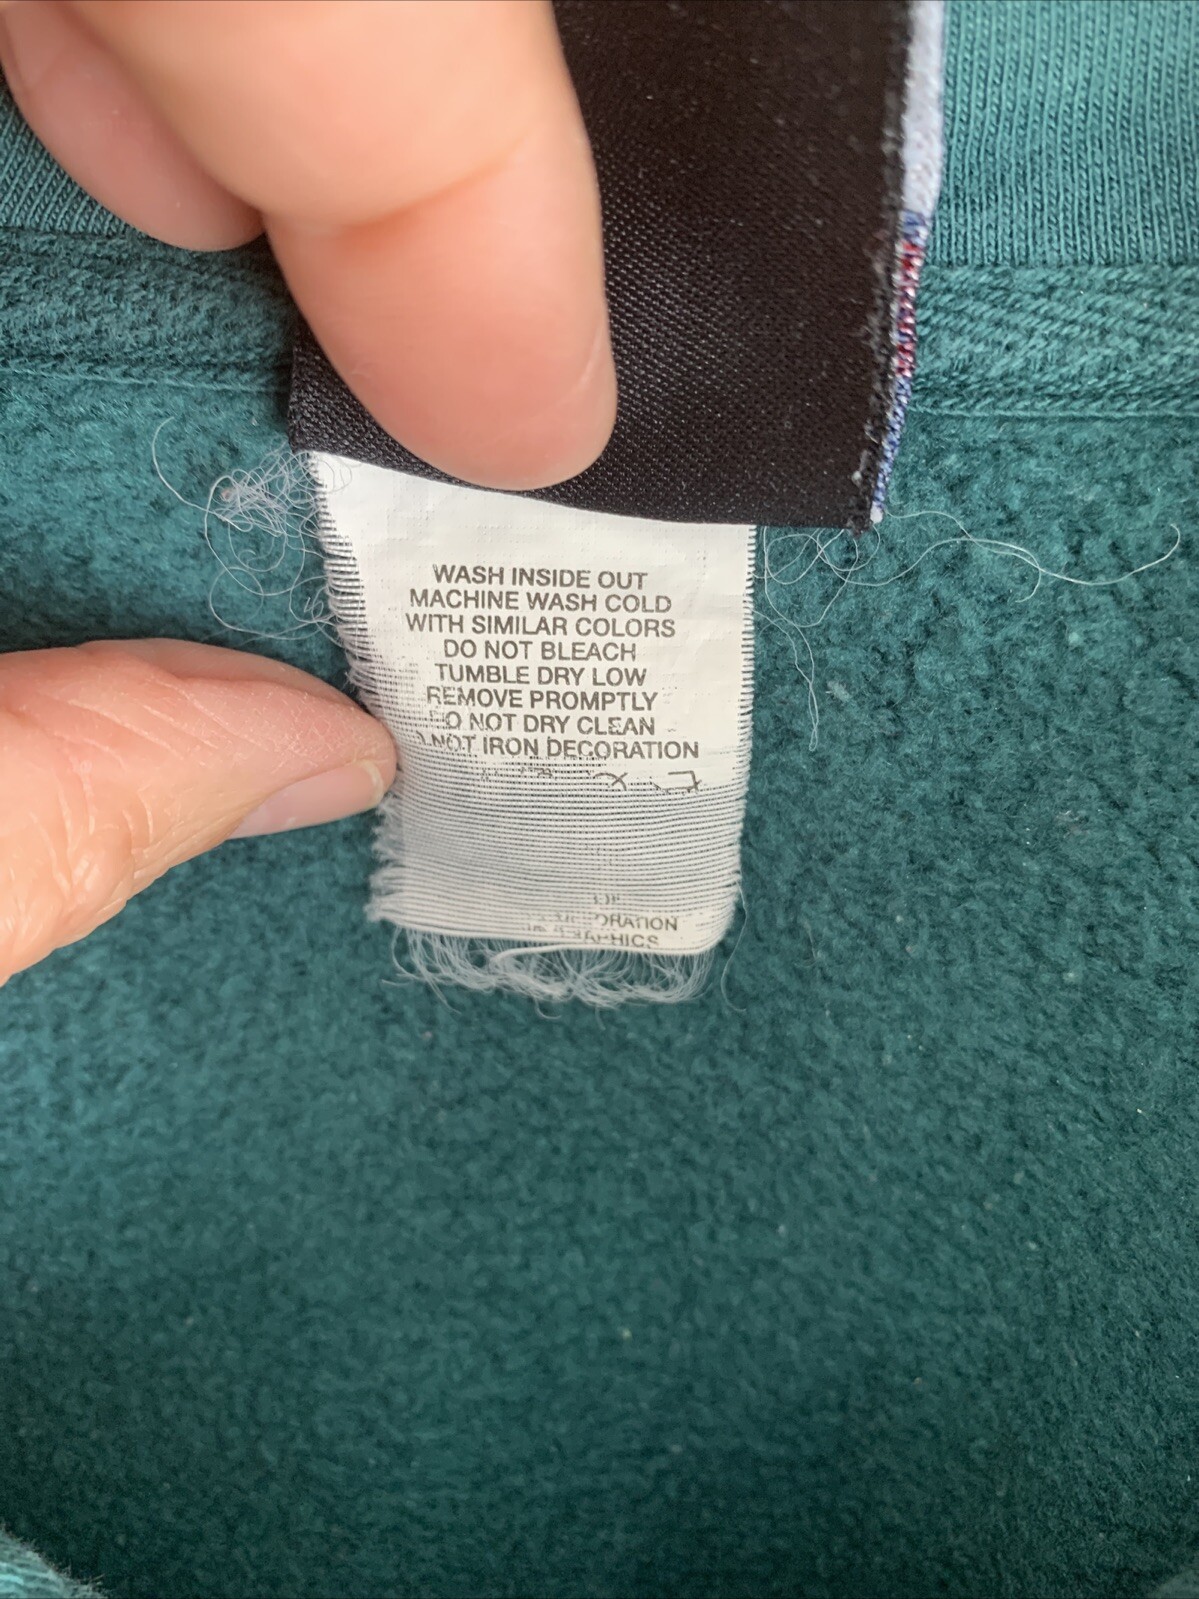 WASH INSIDE OUT
MACHINE WASH COLD
WITH SIMILAR COLORS
DO NOT BLEACH
TUMBLE DRY LOW
REMOVE PROMPTLY
DO NOT DRY CLEAN
NOT IRON DECORATION